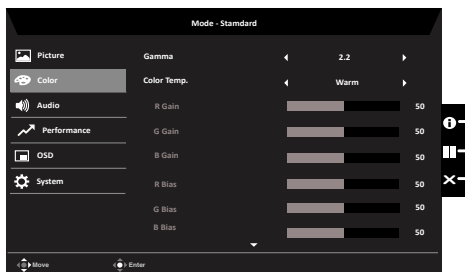 Mode - Stamdard
Picture
Gamma 2.2
Color
Color Temp. Warm
Audio
R Gain 50
Performance
G Gain 50
OSD
B Gain 50
System
R Bias 50
G Bias 50
B Bias 50
Move Enter